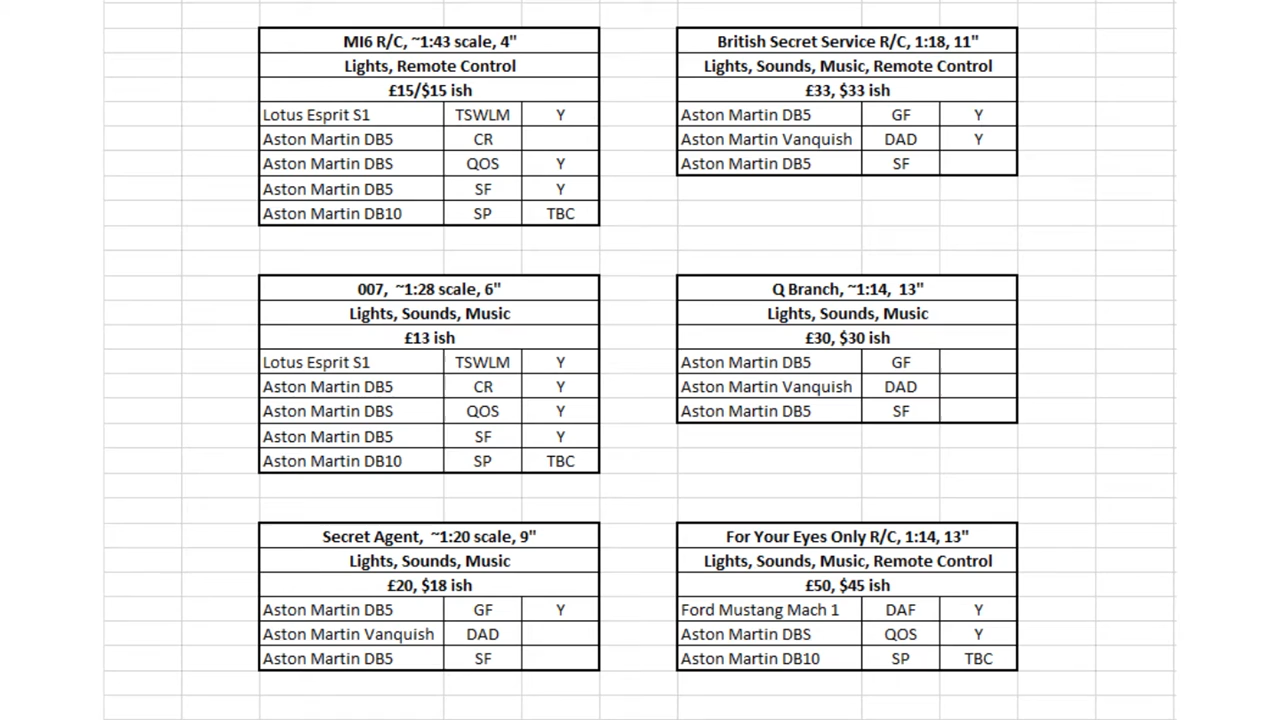 MI6 R/C, ~1:43 scale, 4"
Lights, Remote Control
£15/$15 ish
Lotus Esprit S1 TSWLM Y
Aston Martin DB5 CR
Aston Martin DBS QOS Y
Aston Martin DB5 SF Y
Aston Martin DB10 SP TBC
British Secret Service R/C, 1:18, 11"
Lights, Sounds, Music, Remote Control
£33, $33 ish
Aston Martin DB5 GF Y
Aston Martin Vanquish DAD Y
Aston Martin DB5 SF
007, ~1:28 scale, 6"
Lights, Sounds, Music
£13 ish
Lotus Esprit S1 TSWLM Y
Aston Martin DB5 CR Y
Aston Martin DBS QOS Y
Aston Martin DB5 SF Y
Aston Martin DB10 SP TBC
Q Branch, ~1:14, 13"
Lights, Sounds, Music
£30, $30 ish
Aston Martin DB5 GF
Aston Martin Vanquish DAD
Aston Martin DB5 SF
Secret Agent, ~1:20 scale, 9"
Lights, Sounds, Music
£20, $18 ish
Aston Martin DB5 GF Y
Aston Martin Vanquish DAD
Aston Martin DB5 SF
For Your Eyes Only R/C, 1:14, 13"
Lights, Sounds, Music, Remote Control
£50, $45 ish
Ford Mustang Mach 1 DAF Y
Aston Martin DBS QOS Y
Aston Martin DB10 SP TBC